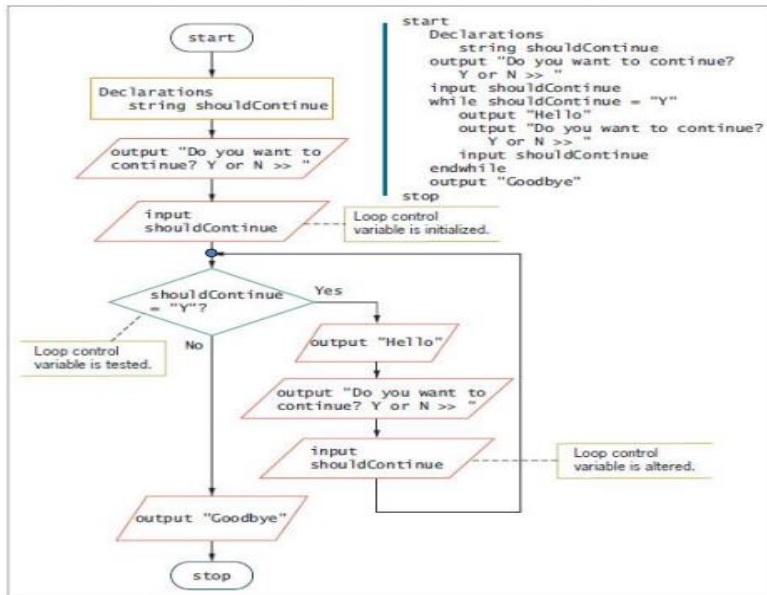 start
Declarations
string shouldContinue
output "Do you want to
continue? Y or N >> "
input
shouldContinue
Loop control
variable is initialized.
shouldContinue
= "Y"?
Yes
No
Loop control
variable is tested.
output "Hello"
output "Do you want to
continue? Y or N >> "
input
shouldContinue
Loop control
variable is altered.
output "Goodbye"
stop
start
Declarations
string shouldContinue
output "Do you want to continue?
Y or N >> "
input shouldContinue
while shouldContinue = "Y"
output "Hello"
output "Do you want to continue?
Y or N >> "
input shouldContinue
endwhile
output "Goodbye"
stop